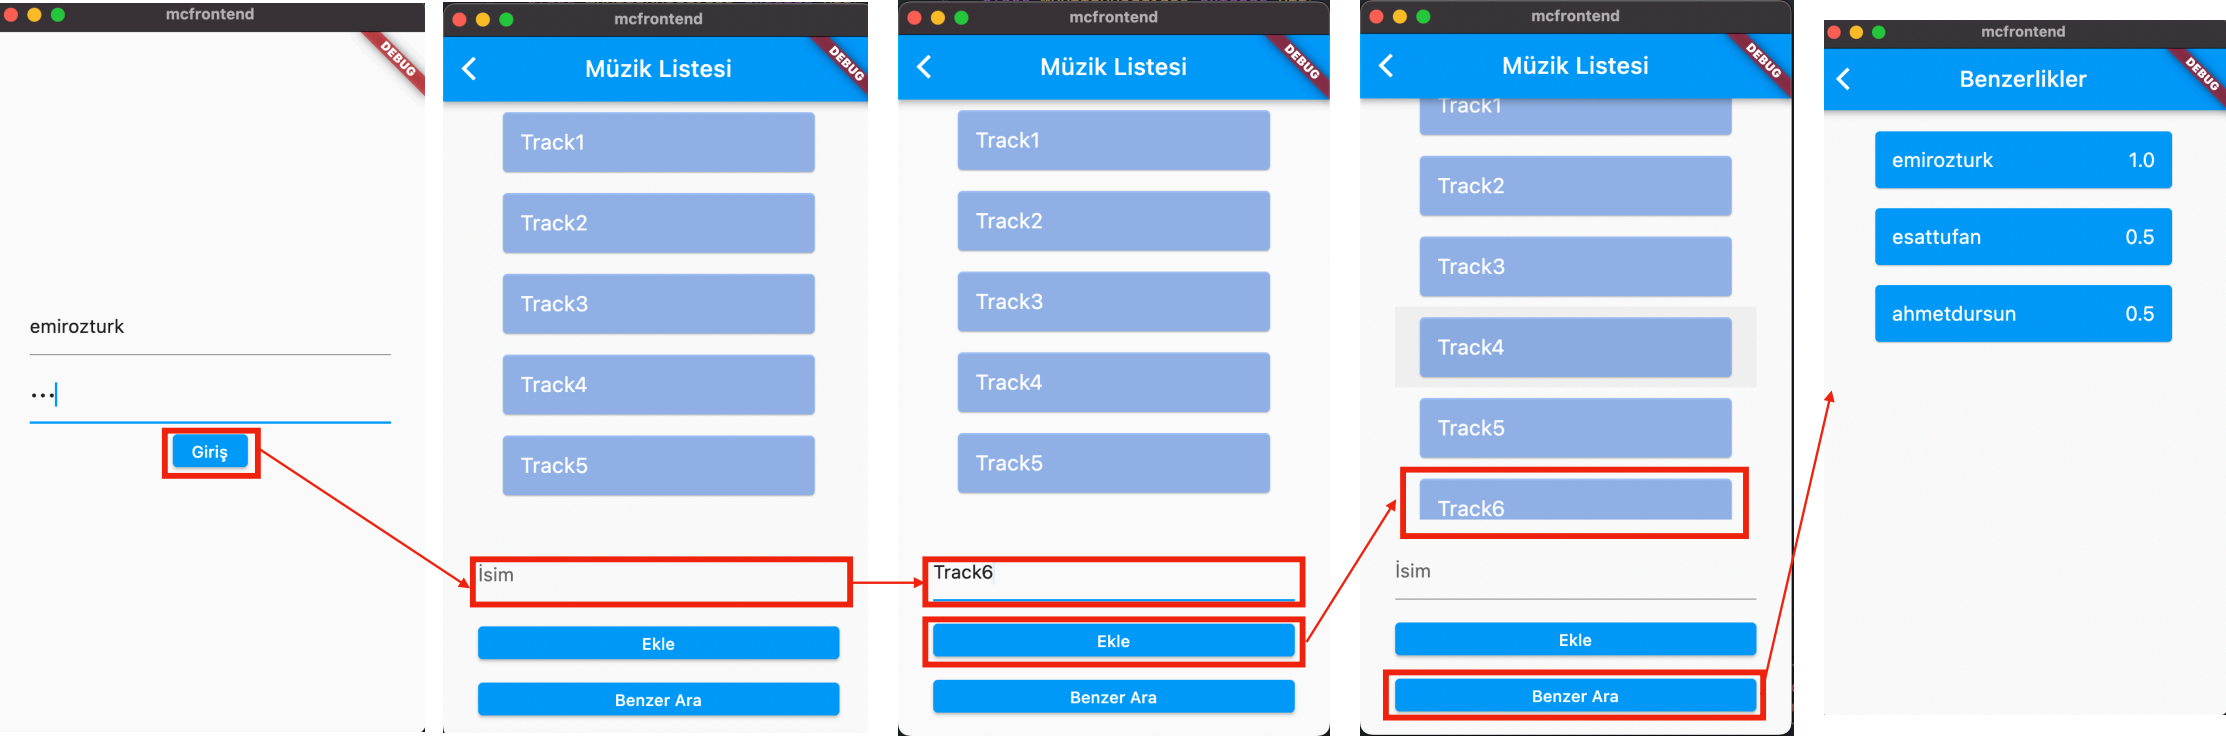 mcfrontend
DEBUG
emirozturk
•••
Giriş
mcfrontend
Müzik Listesi
DEBUG
Track1
Track2
Track3
Track4
Track5
İsim
Ekle
Benzer Ara
mcfrontend
Müzik Listesi
DEBUG
Track1
Track2
Track3
Track4
Track5
Track6
Ekle
Benzer Ara
mcfrontend
Müzik Listesi
DEBUG
Track1
Track2
Track3
Track4
Track5
Track6
İsim
Ekle
Benzer Ara
mcfrontend
Benzerlikler
DEBUG
emirozturk 1.0
esattufan 0.5
ahmetdursun 0.5